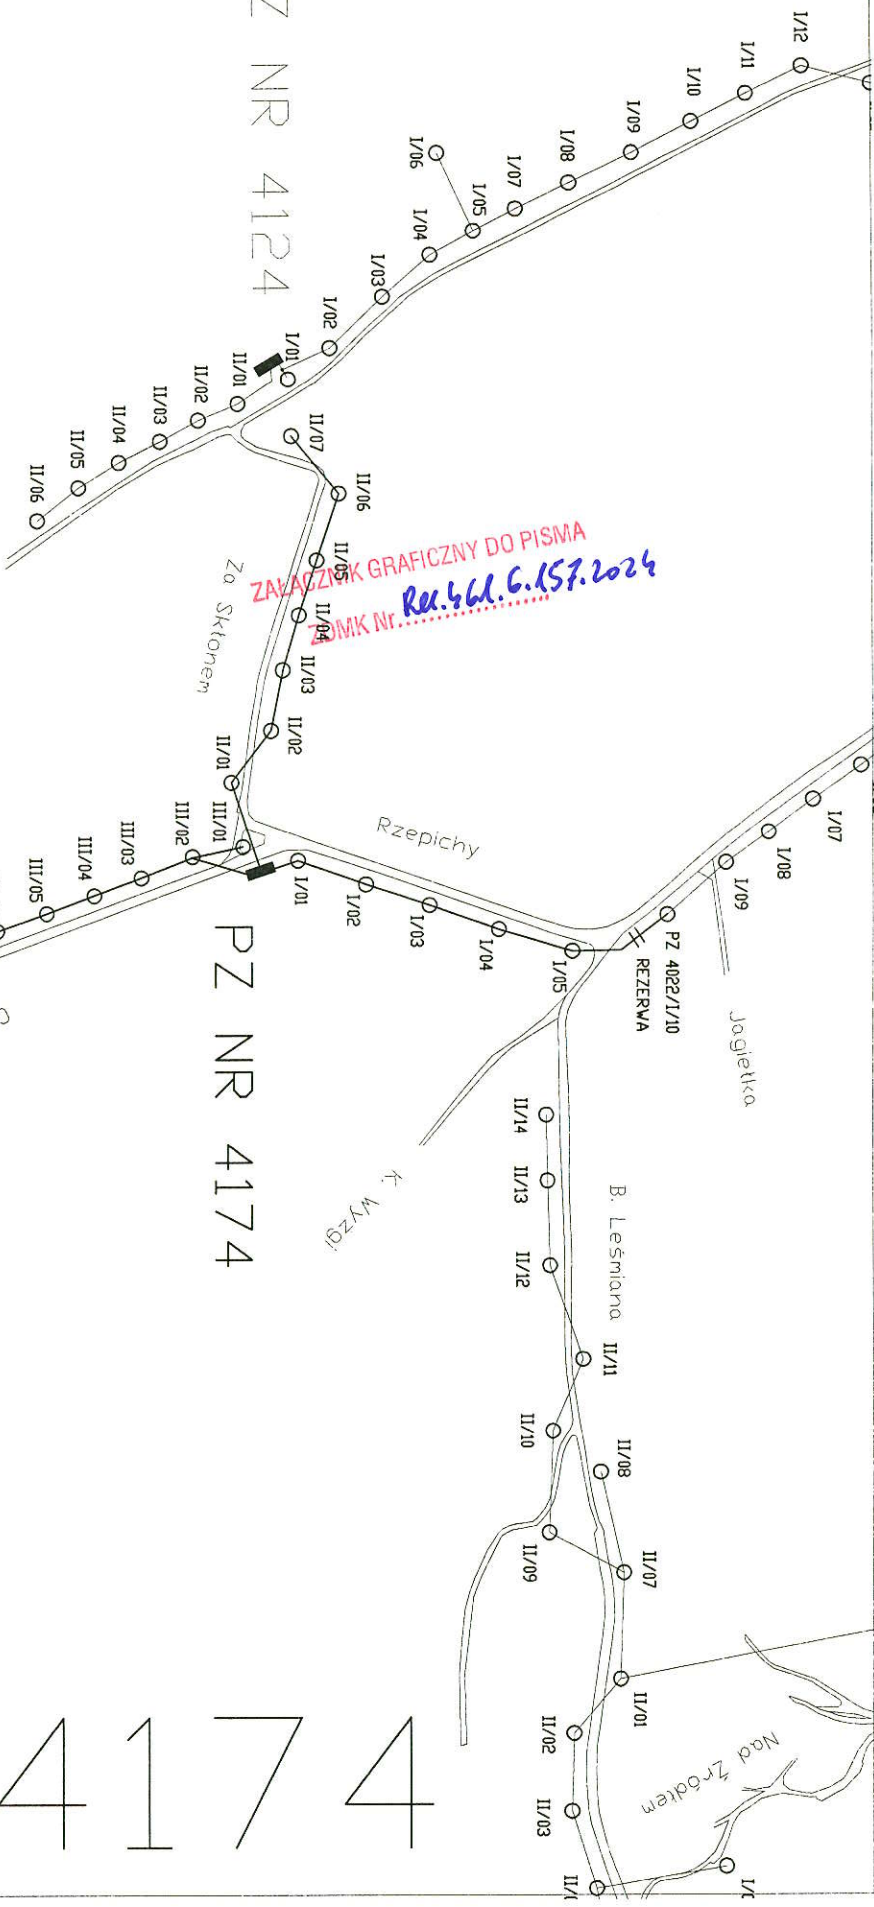 PZ NR 4124
I/12
I/11
I/10
I/09
I/08
I/07
I/06
I/05
I/04
I/03
I/02
I/01
II/01
II/02
II/03
II/04
II/05
II/06
II/07
II/06
II/05
II/04
II/03
II/02
II/01
Za Skłonem
ZAŁĄCZNIK GRAFICZNY DO PISMA
ZDMK Nr
6.157.2024
III/01
III/02
III/03
III/04
III/05
PZ NR 4174
Rzepichy
I/01
I/02
I/03
I/04
I/05
I/07
I/08
I/09
PZ 4022/I/10
REZERWA
Jagiełka
K. Wyzgi
B. Leśmiana
II/14
II/13
II/12
II/11
II/10
II/09
II/08
II/07
II/01
II/02
II/03
Nad Źródłem
4174